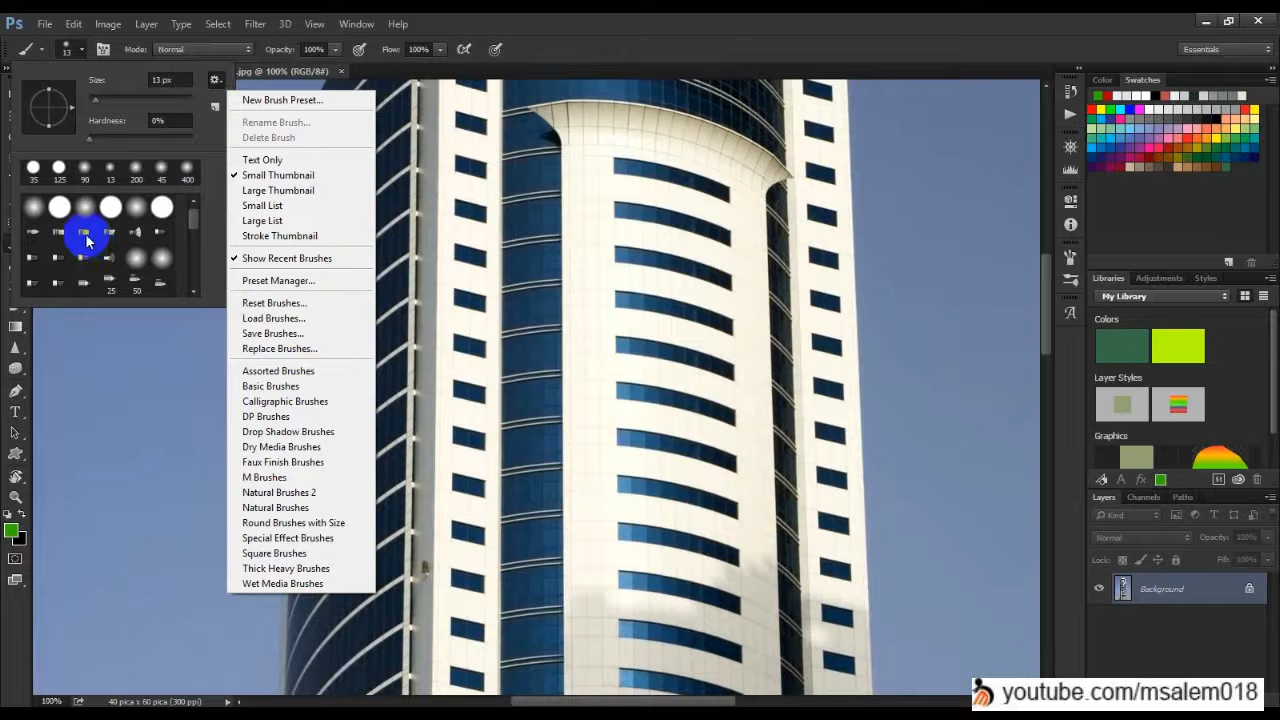 Ps File Edit Image Layer Type Select Filter 3D View Window Help
13 Mode: Normal Opacity: 100% Flow: 100% Essentials
.jpg @ 100% (RGB/8#)
Size: 13 px
Hardness: 0%
35 125 90 13 200 45 400
25 50
New Brush Preset...
Rename Brush...
Delete Brush
Text Only
Small Thumbnail
Large Thumbnail
Small List
Large List
Stroke Thumbnail
Show Recent Brushes
Preset Manager...
Reset Brushes...
Load Brushes...
Save Brushes...
Replace Brushes...
Assorted Brushes
Basic Brushes
Calligraphic Brushes
DP Brushes
Drop Shadow Brushes
Dry Media Brushes
Faux Finish Brushes
M Brushes
Natural Brushes 2
Natural Brushes
Round Brushes with Size
Special Effect Brushes
Square Brushes
Thick Heavy Brushes
Wet Media Brushes
Color Swatches
Libraries Adjustments Styles
My Library
Colors
Layer Styles
Graphics
Layers Channels Paths
Kind
Normal Opacity: 100%
Lock: Fill: 100%
Background
100% 40 pica x 60 pica (300 ppi)
youtube.com/msalem018